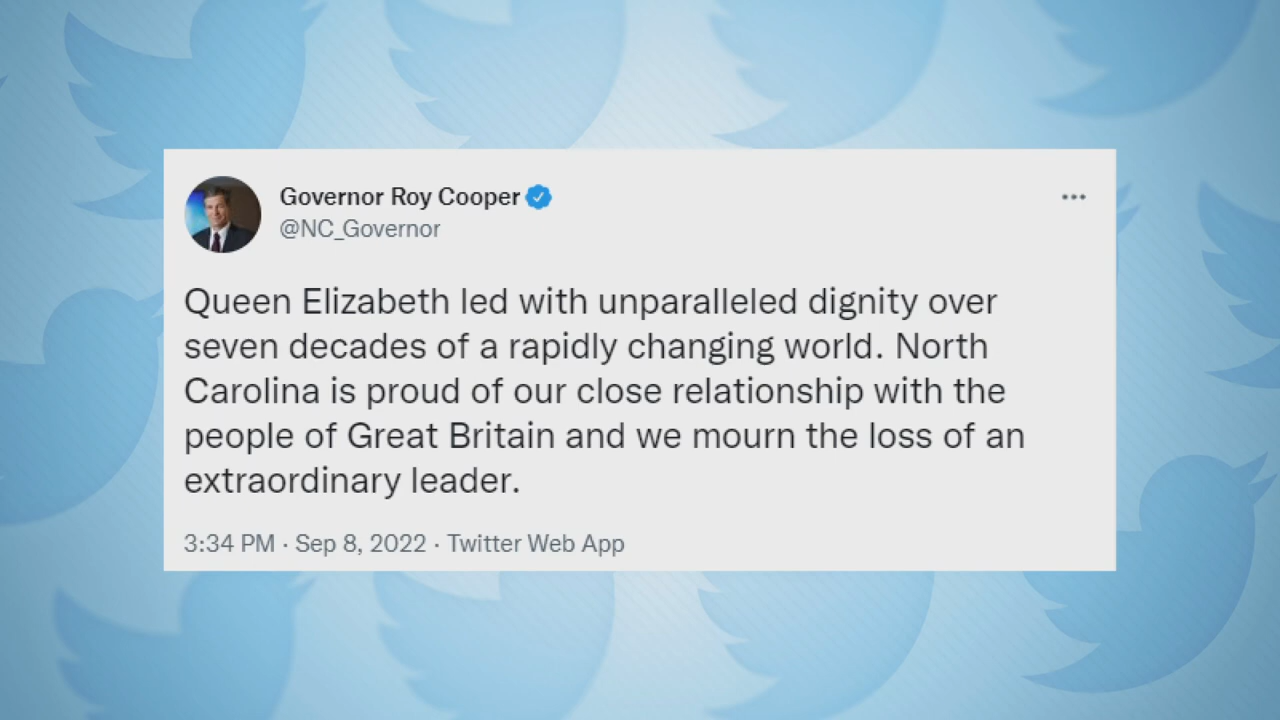 Governor Roy Cooper
@NC_Governor
Queen Elizabeth led with unparalleled dignity over
seven decades of a rapidly changing world. North
Carolina is proud of our close relationship with the
people of Great Britain and we mourn the loss of an
extraordinary leader.
3:34 PM · Sep 8, 2022 · Twitter Web App